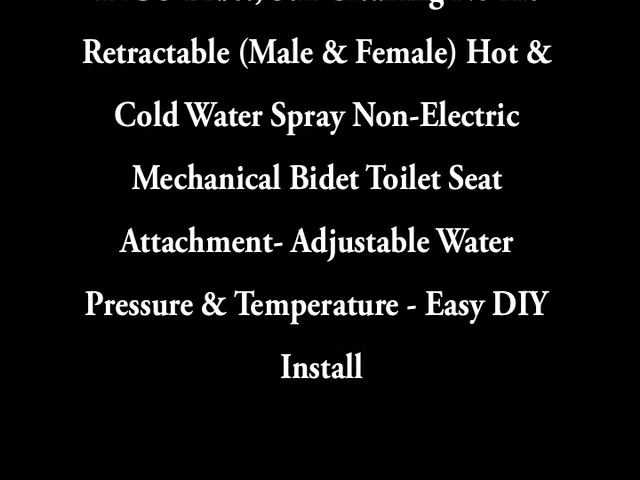 Retractable (Male & Female) Hot &
Cold Water Spray Non-Electric
Mechanical Bidet Toilet Seat
Attachment- Adjustable Water
Pressure & Temperature - Easy DIY
Install